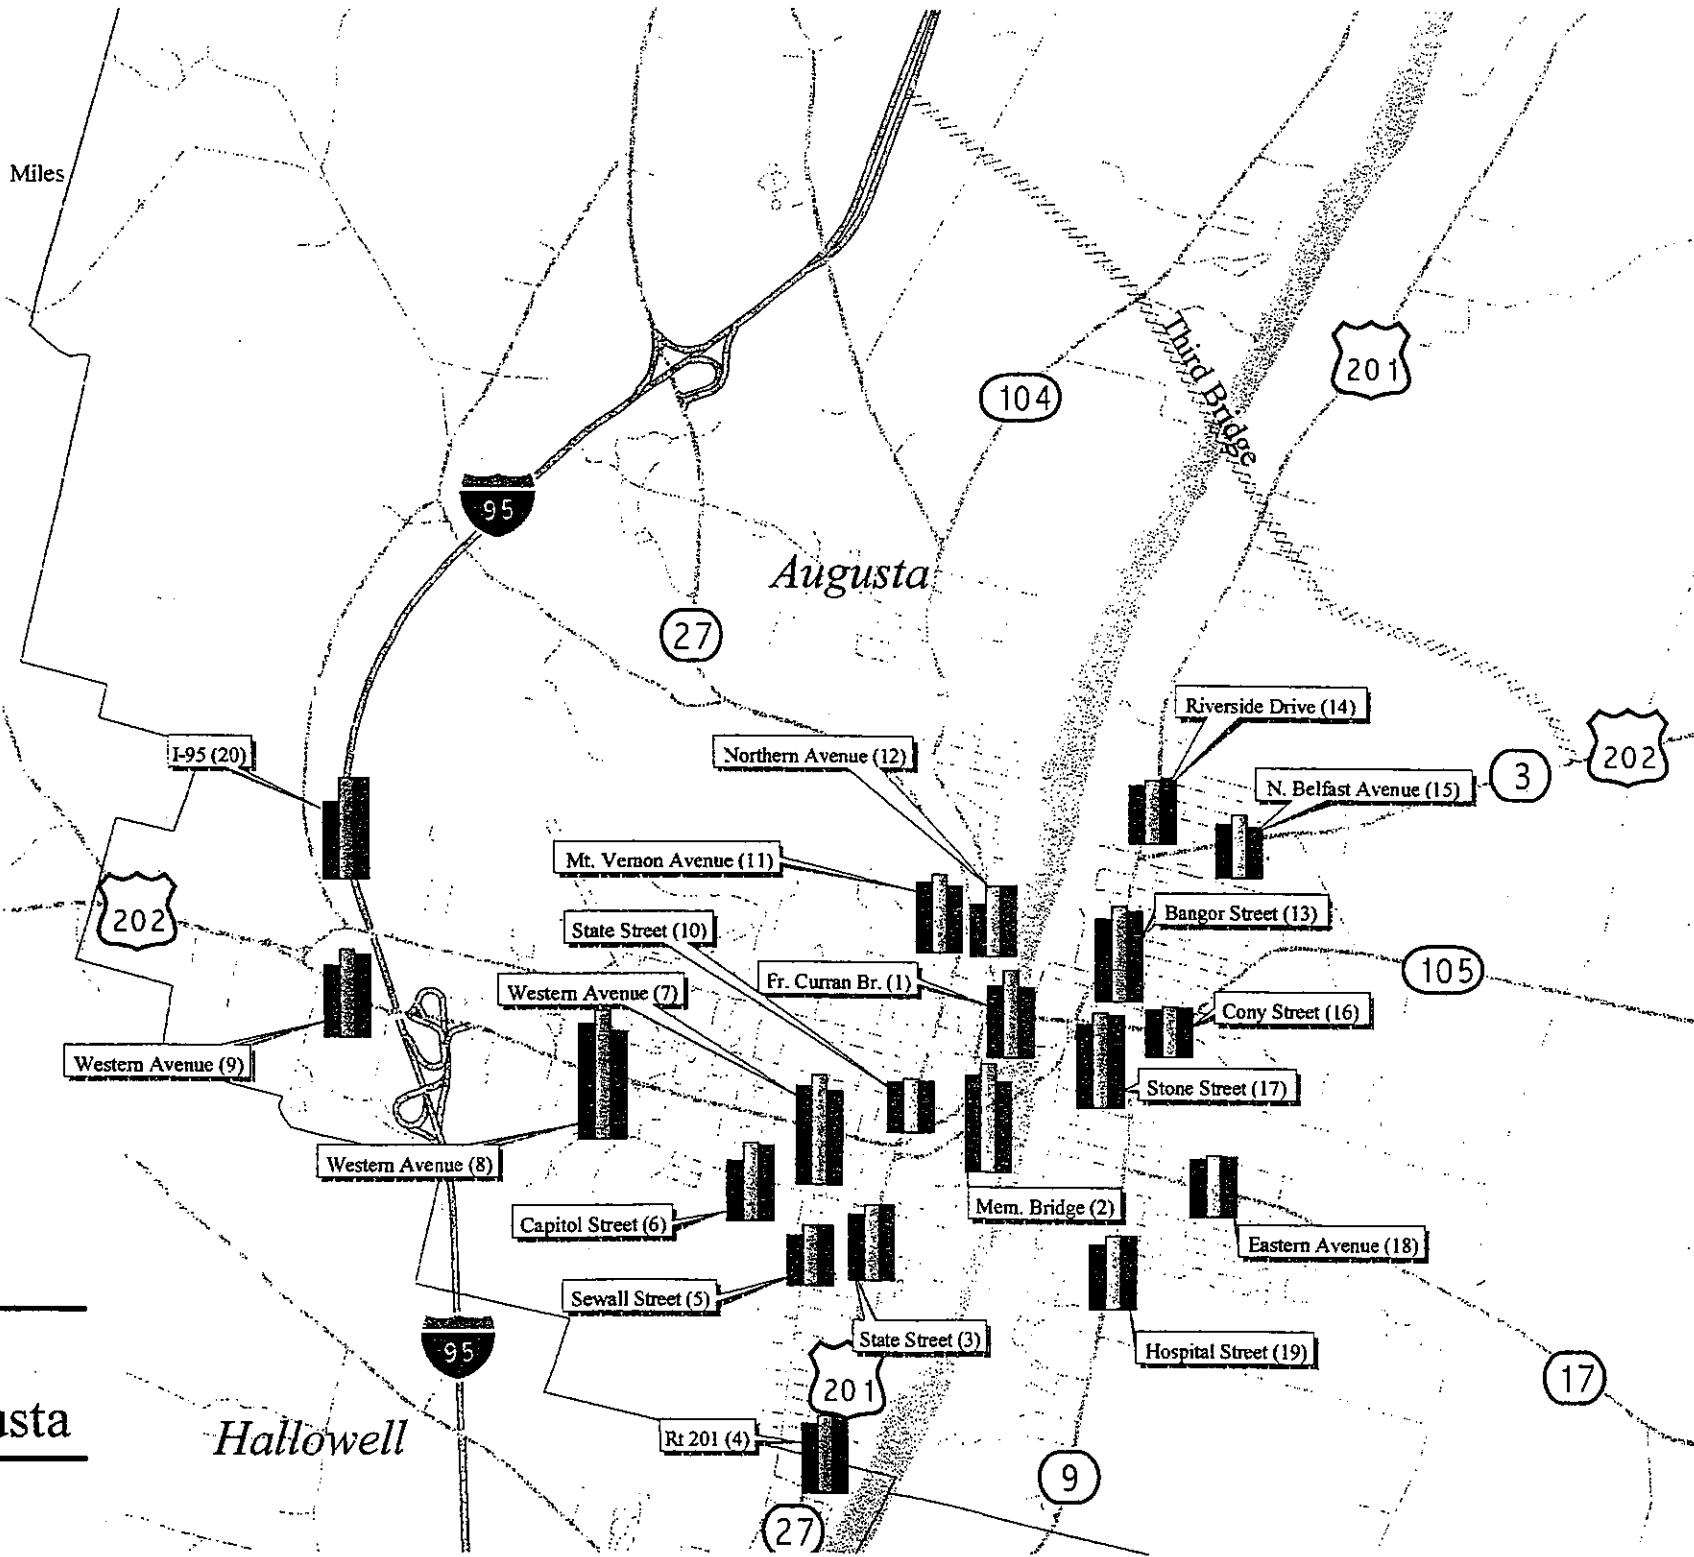 Miles
Third Bridge
201
104
95
Augusta
27
Riverside Drive (14)
202
I-95 (20)
Northern Avenue (12)
3
N. Belfast Avenue (15)
Mt. Vernon Avenue (11)
202
Bangor Street (13)
State Street (10)
105
Fr. Curran Br. (1)
Western Avenue (7)
Cony Street (16)
Western Avenue (9)
Stone Street (17)
Western Avenue (8)
Mem. Bridge (2)
Capitol Street (6)
Eastern Avenue (18)
Sewall Street (5)
State Street (3)
Hospital Street (19)
95
17
201
usta
Hallowell
Rt 201 (4)
9
27